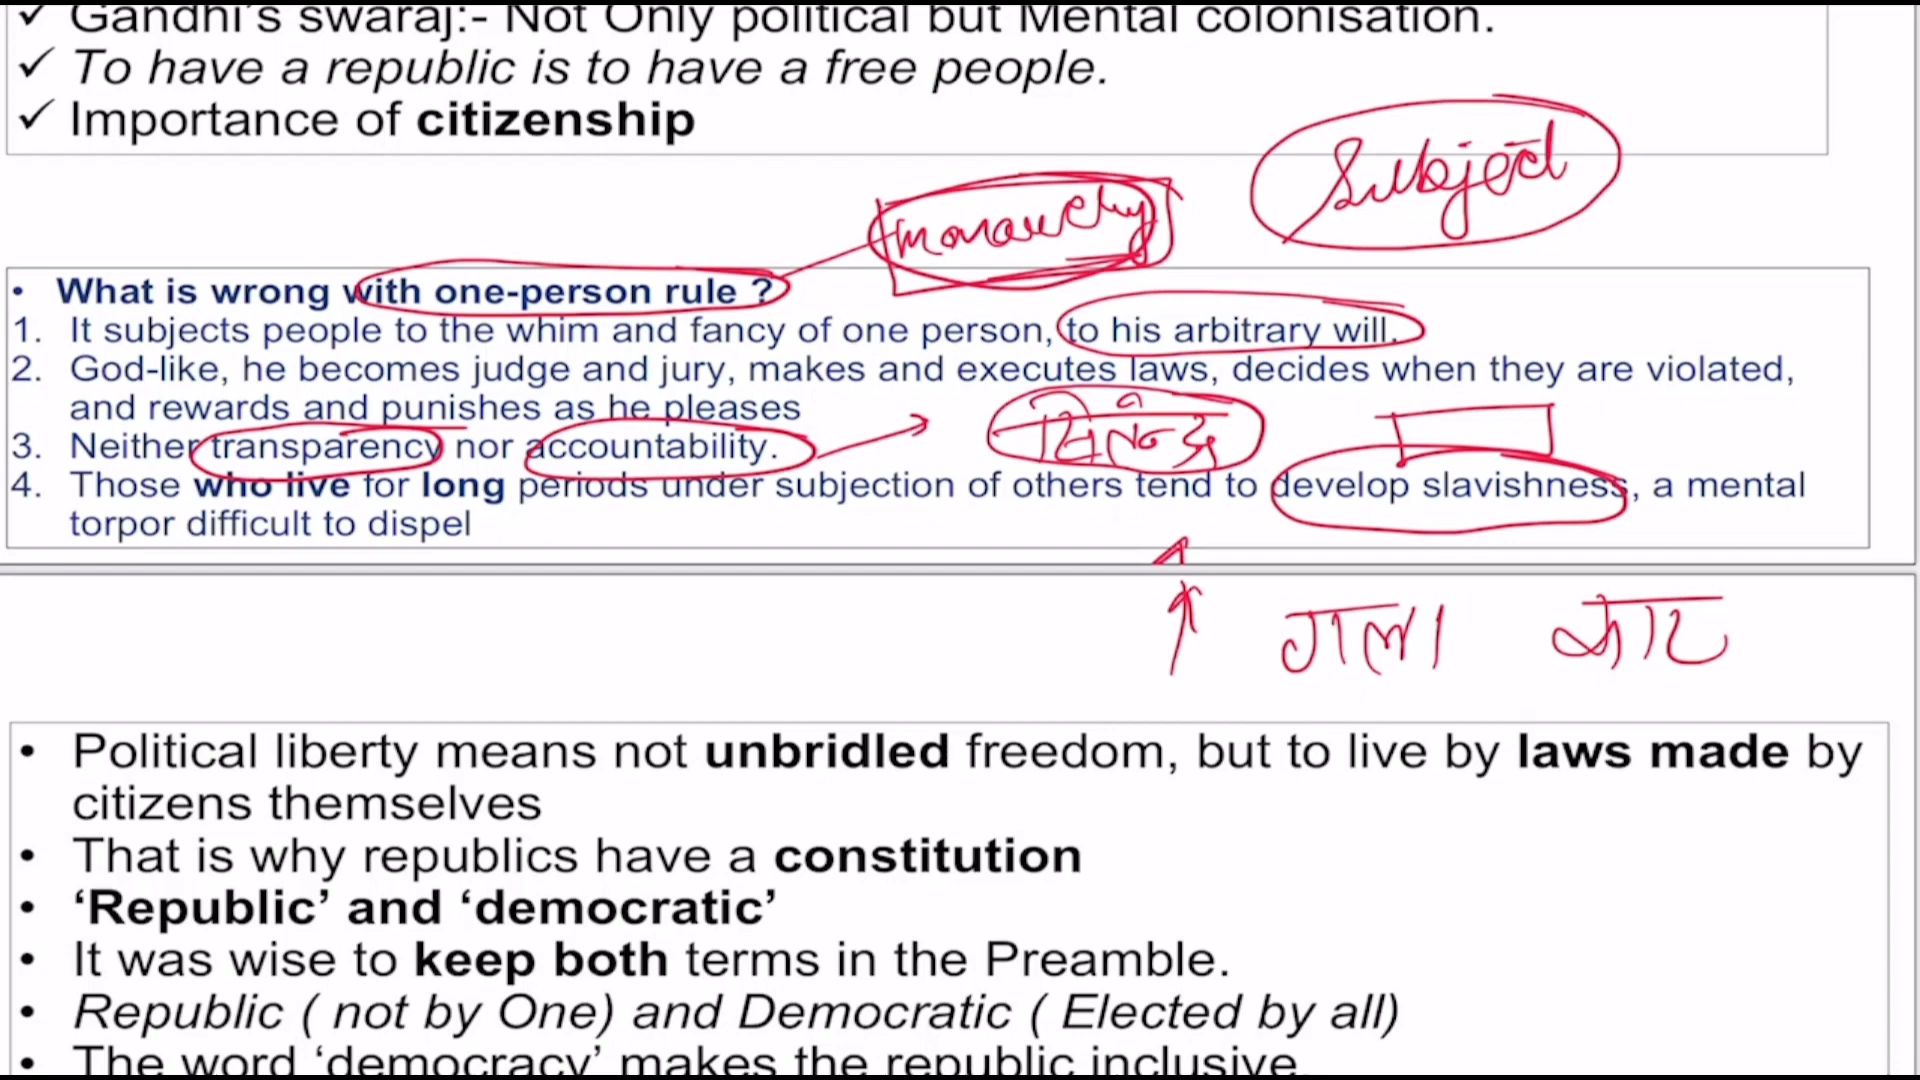 ✓ Gandhi's swaraj:- Not Only political but Mental colonisation.
✓ To have a republic is to have a free people.
✓ Importance of citizenship
Subject
monarchy
• What is wrong with one-person rule ?
1. It subjects people to the whim and fancy of one person, to his arbitrary will.
2. God-like, he becomes judge and jury, makes and executes laws, decides when they are violated,
and rewards and punishes as he pleases
3. Neither transparency nor accountability.
4. Those who live for long periods under subjection of others tend to develop slavishness, a mental
torpor difficult to dispel
गला काट
• Political liberty means not unbridled freedom, but to live by laws made by
citizens themselves
• That is why republics have a constitution
• ‘Republic’ and ‘democratic’
• It was wise to keep both terms in the Preamble.
• Republic ( not by One) and Democratic ( Elected by all)
• The word ‘democracy’ makes the republic inclusive.